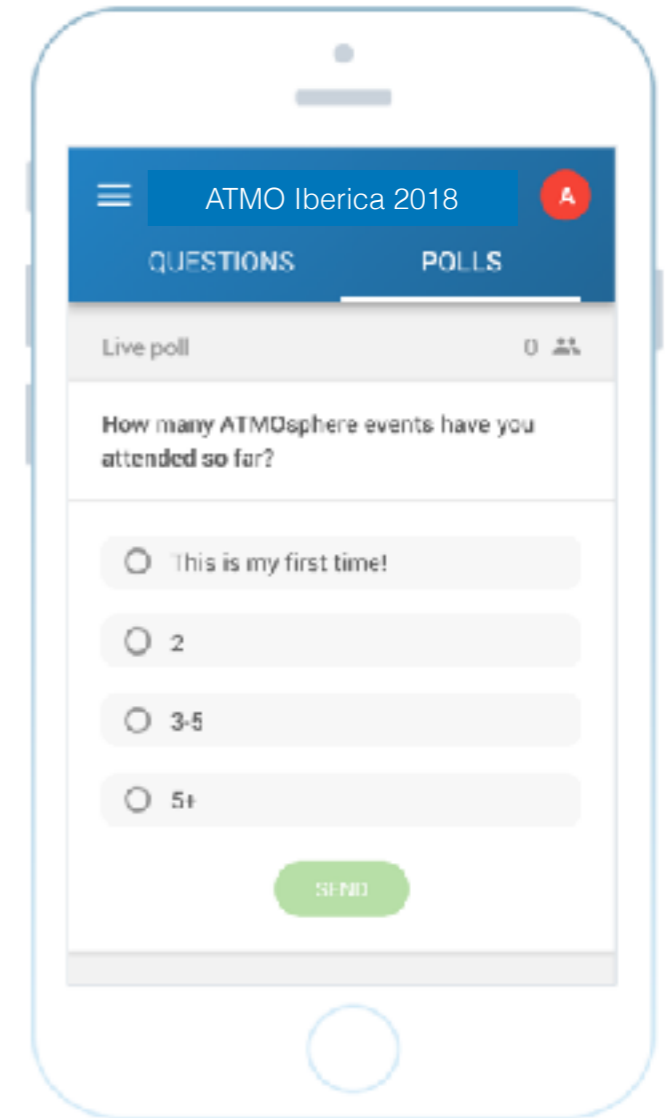 ATMO Iberica 2018
A
QUESTIONS POLLS
Live poll 0
How many ATMOsphere events have you
attended so far?
This is my first time!
2
3-5
5+
SEND